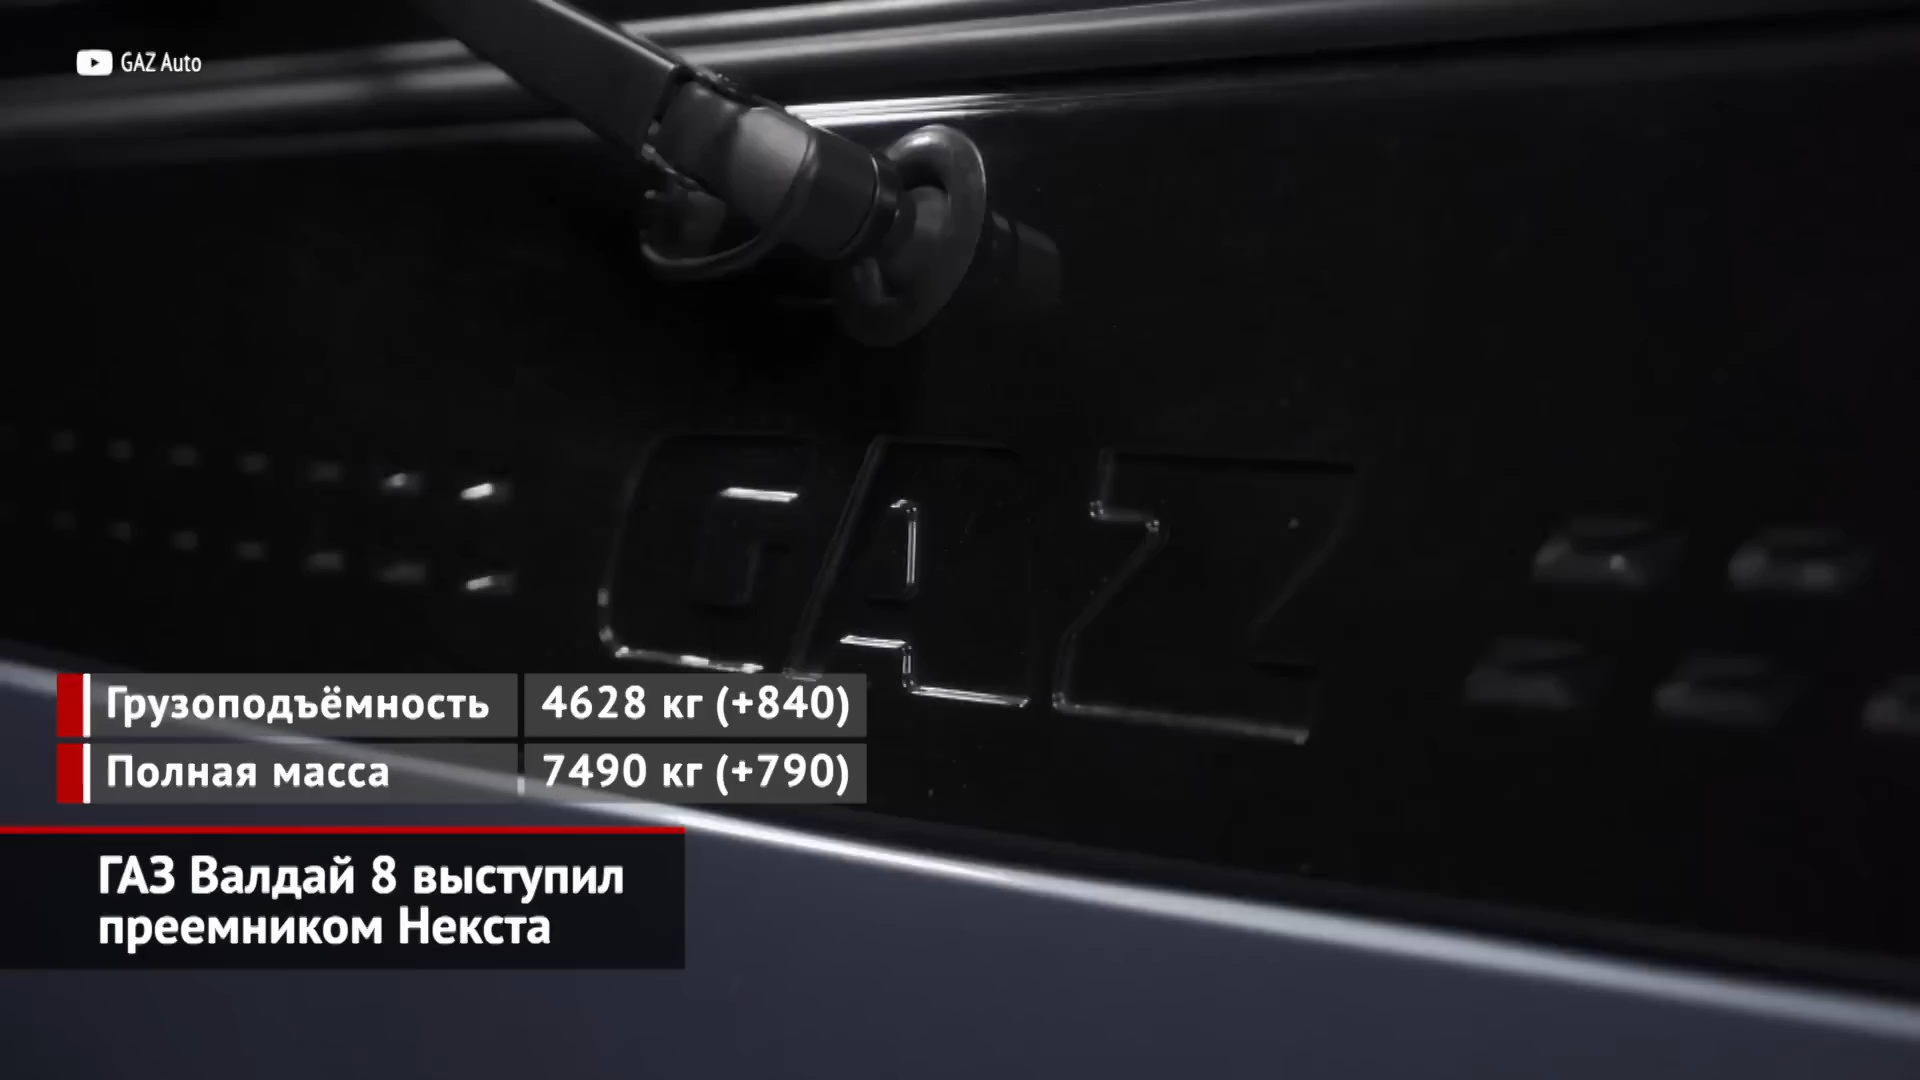 GAZ Auto
GAZ
Грузоподъёмность 4628 кг (+840)
Полная масса 7490 кг (+790)
ГАЗ Валдай 8 выступил
преемником Некста